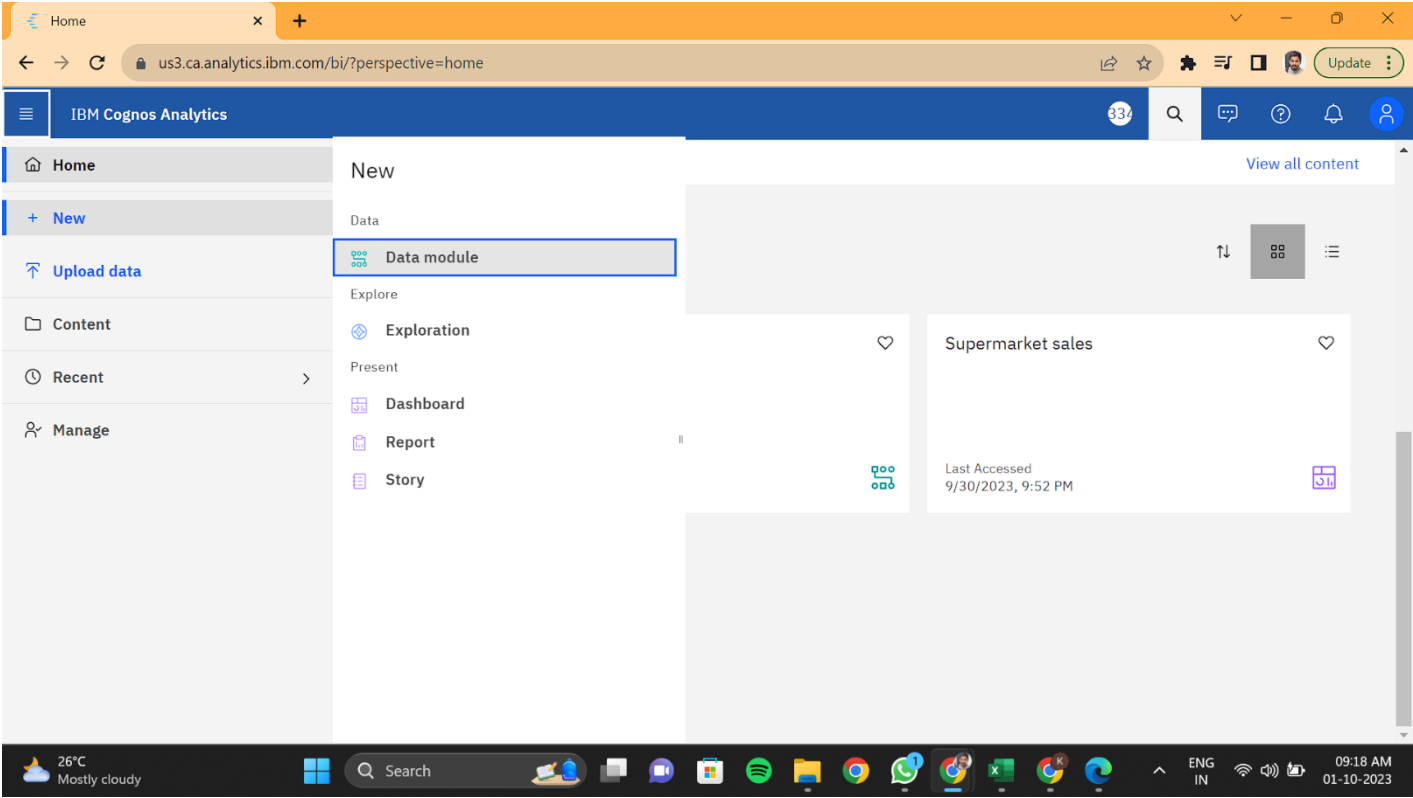 Home
us3.ca.analytics.ibm.com/bi/?perspective=home
Update
IBM Cognos Analytics
334
Home
New
Upload data
Content
Recent
Manage
New
Data
Data module
Explore
Exploration
Present
Dashboard
Report
Story
View all content
Supermarket sales
Last Accessed
9/30/2023, 9:52 PM
26°C
Mostly cloudy
Search
1
K
ENG
IN
09:18 AM
01-10-2023